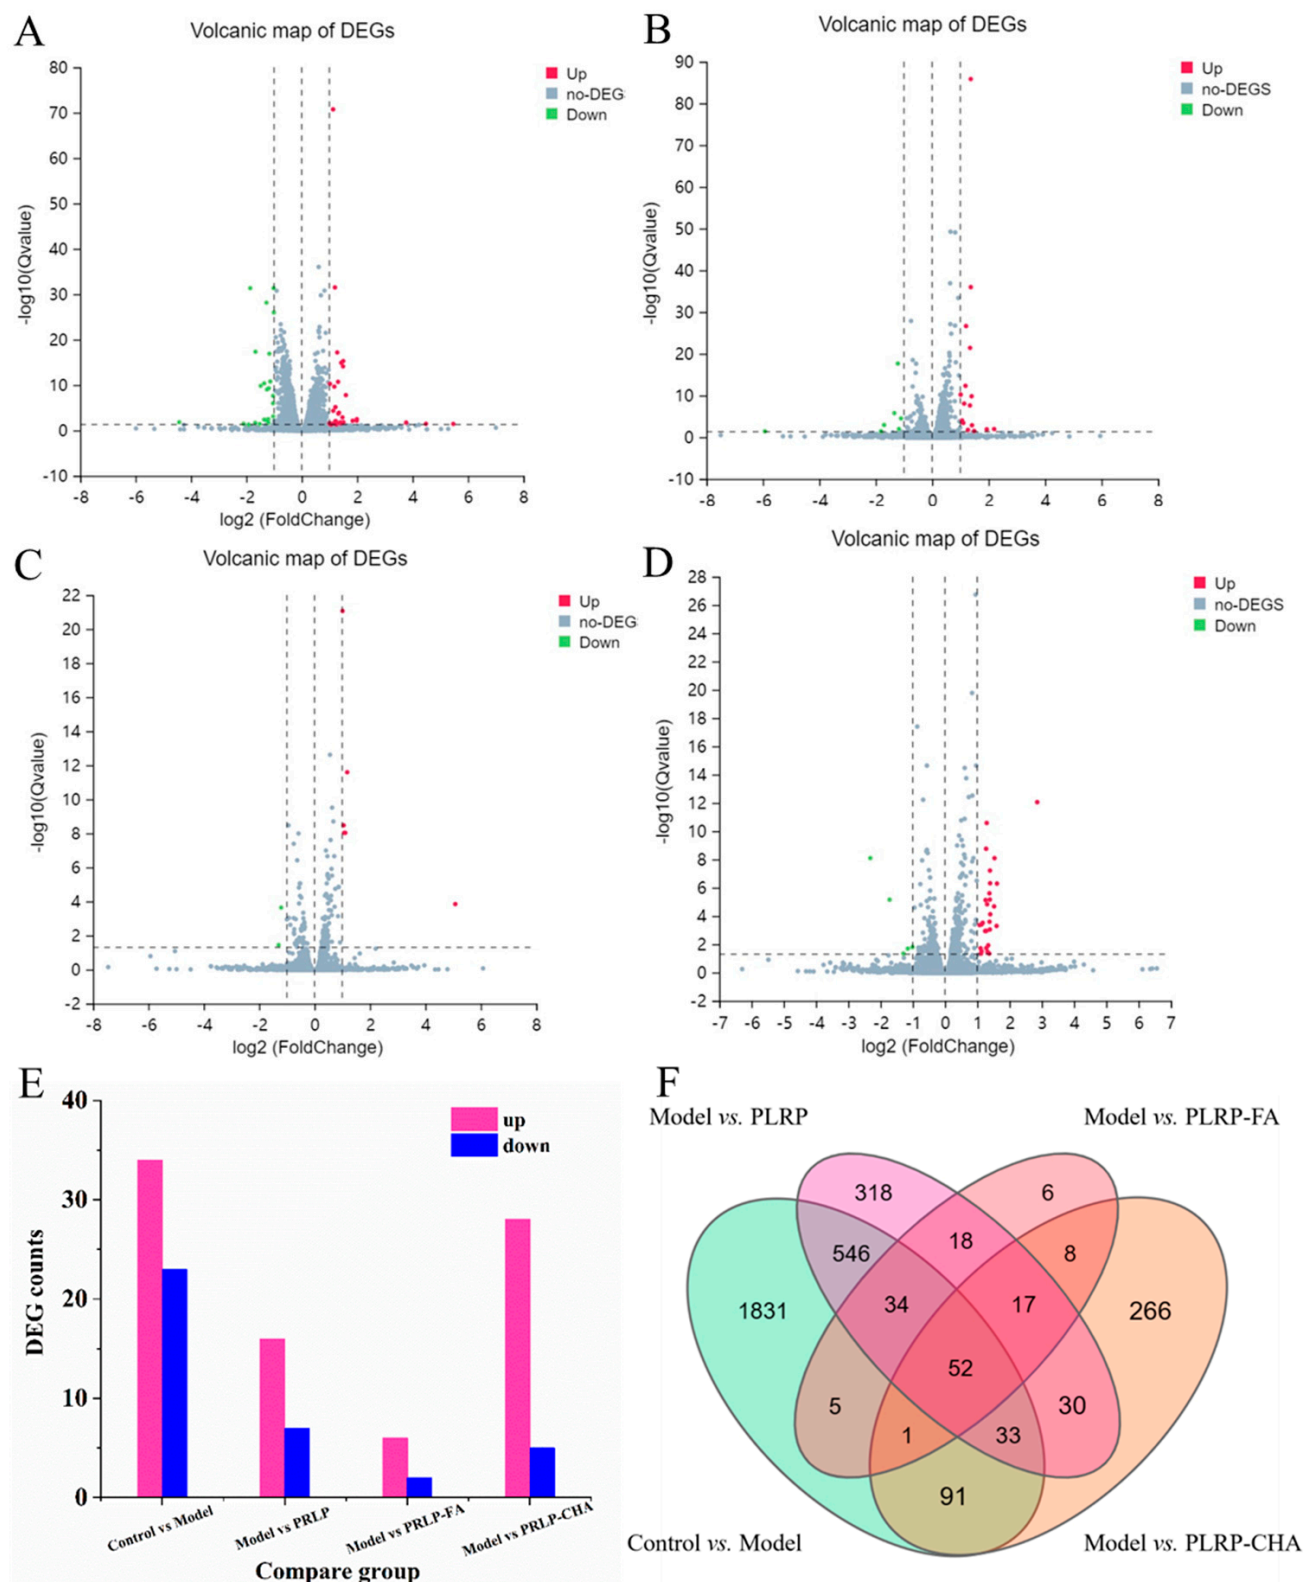 A
Volcanic map of DEGs
Up
no-DEG
Down
-log10(Qvalue)
80
70
60
50
40
30
20
10
0
-10
-8 -6 -4 -2 0 2 4 6 8
log2 (FoldChange)
B
Volcanic map of DEGs
Up
no-DEGS
Down
-log10(Qvalue)
90
80
70
60
50
40
30
20
10
0
-10
-8 -6 -4 -2 0 2 4 6 8
C
Volcanic map of DEGs
Up
no-DEG
Down
-log10(Qvalue)
22
20
18
16
14
12
10
8
6
4
2
0
-2
-8 -6 -4 -2 0 2 4 6 8
log2 (FoldChange)
D
Volcanic map of DEGs
Up
no-DEGS
Down
-log10(Qvalue)
28
26
24
22
20
18
16
14
12
10
8
6
4
2
0
-2
-7 -6 -5 -4 -3 -2 -1 0 1 2 3 4 5 6 7
log2 (FoldChange)
E
up
down
DEG counts
40
30
20
10
0
Control vs Model
Model vs PRLP
Model vs PRLP-FA
Model vs PRLP-CHA
Compare group
F
Model vs. PLRP
Model vs. PLRP-FA
318
6
546
18
8
1831
34
17
266
52
5
30
1
33
91
Control vs. Model
Model vs. PLRP-CHA